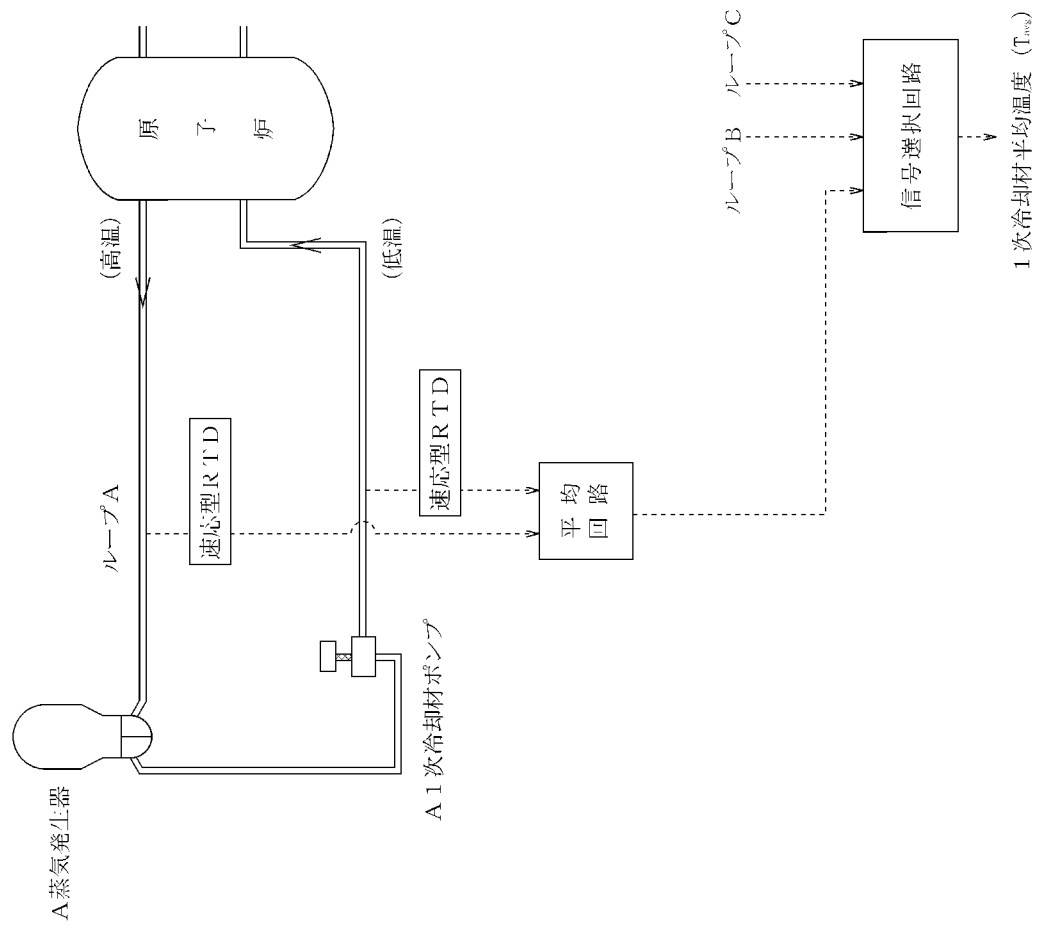 A蒸気発生器
ループA
(高温)
原子炉
速応型RTD
(低温)
速応型RTD
A1次冷却材ポンプ
平均
回路
ループB
ループC
信号選択回路
1次冷却材平均温度 (Tavg)